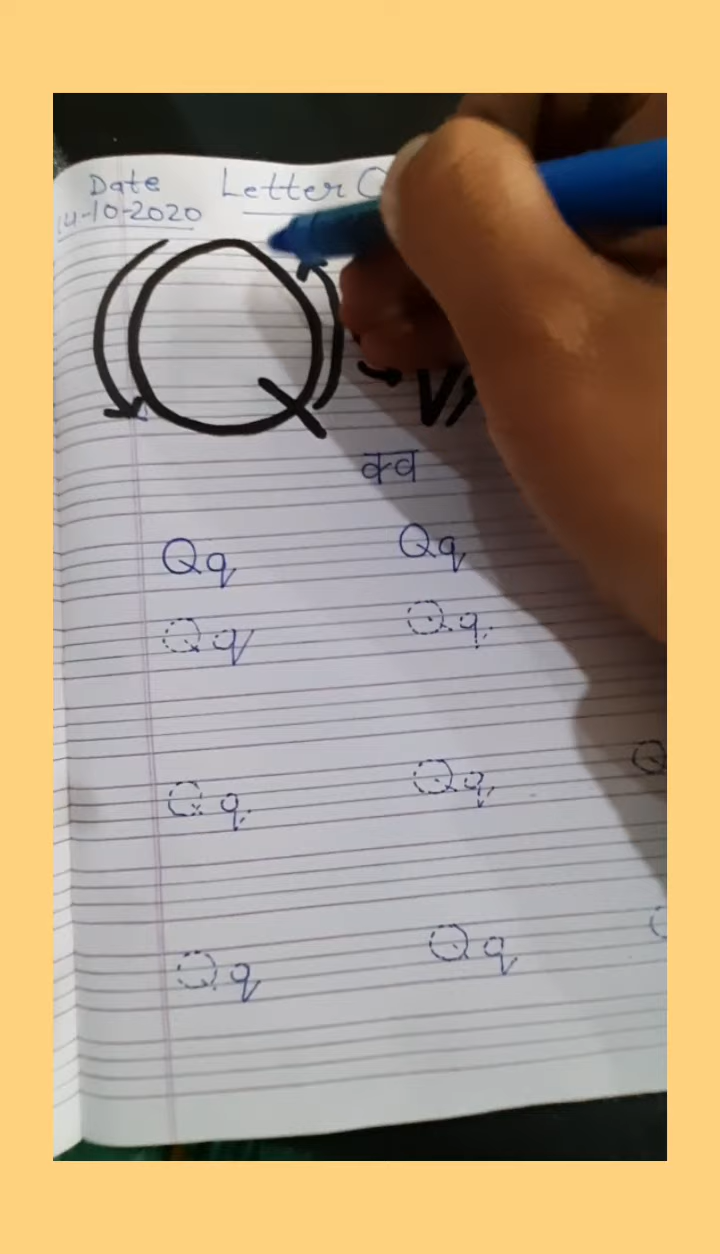 Date Letter Q
14-10-2020
Q
क्व
Qq Qq
Qq Qq
Qq Qq Q
Qq Qq